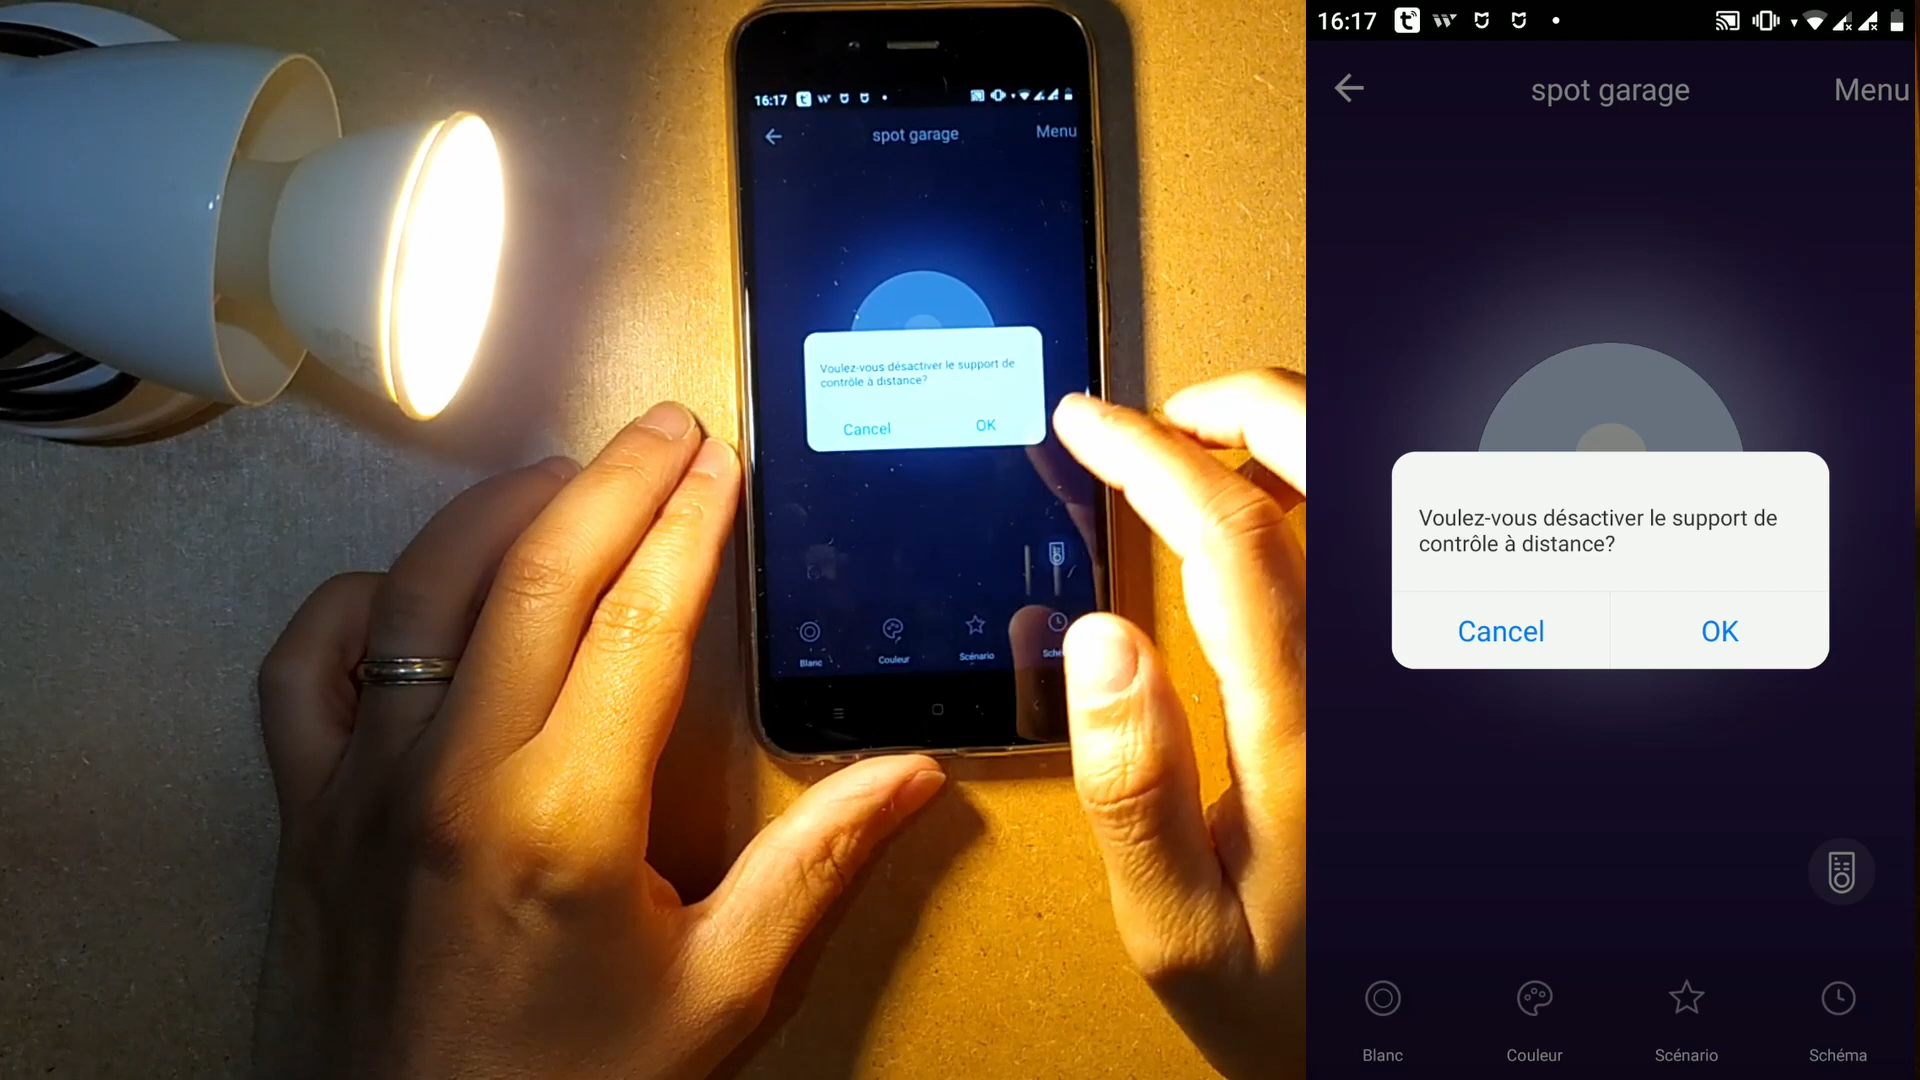 16:17
spot garage
Menu
Voulez-vous désactiver le support de
contrôle à distance?
Cancel
OK
Blanc
Couleur
Scénario
Sché
16:17
spot garage
Menu
Voulez-vous désactiver le support de
contrôle à distance?
Cancel
OK
Blanc
Couleur
Scénario
Schéma